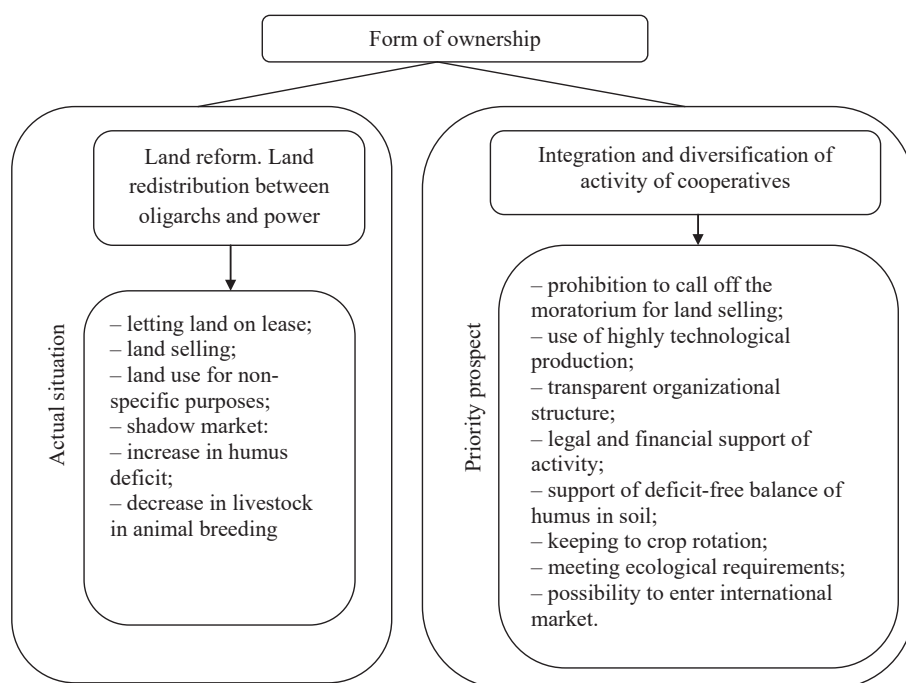 Form of ownership
Actual situation
Land reform. Land
redistribution between
oligarchs and power
– letting land on lease;
– land selling;
– land use for non-
specific purposes;
– shadow market:
– increase in humus
deficit;
– decrease in livestock
in animal breeding
Priority prospect
Integration and diversification of
activity of cooperatives
– prohibition to call off the
moratorium for land selling;
– use of highly technological
production;
– transparent organizational
structure;
– legal and financial support of
activity;
– support of deficit-free balance of
humus in soil;
– keeping to crop rotation;
– meeting ecological requirements;
– possibility to enter international
market.